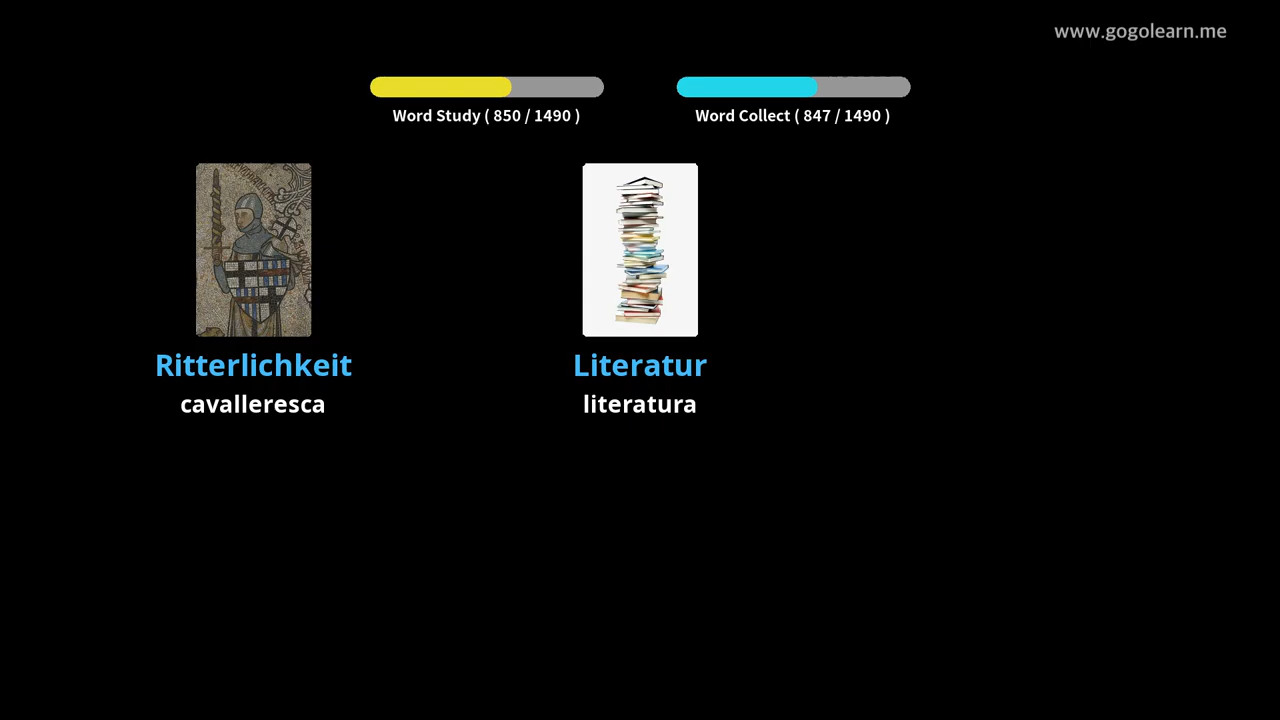 www.gogolearn.me
Word Study ( 850 / 1490 )
Word Collect ( 847 / 1490 )
Ritterlichkeit
cavalleresca
Literatur
literatura